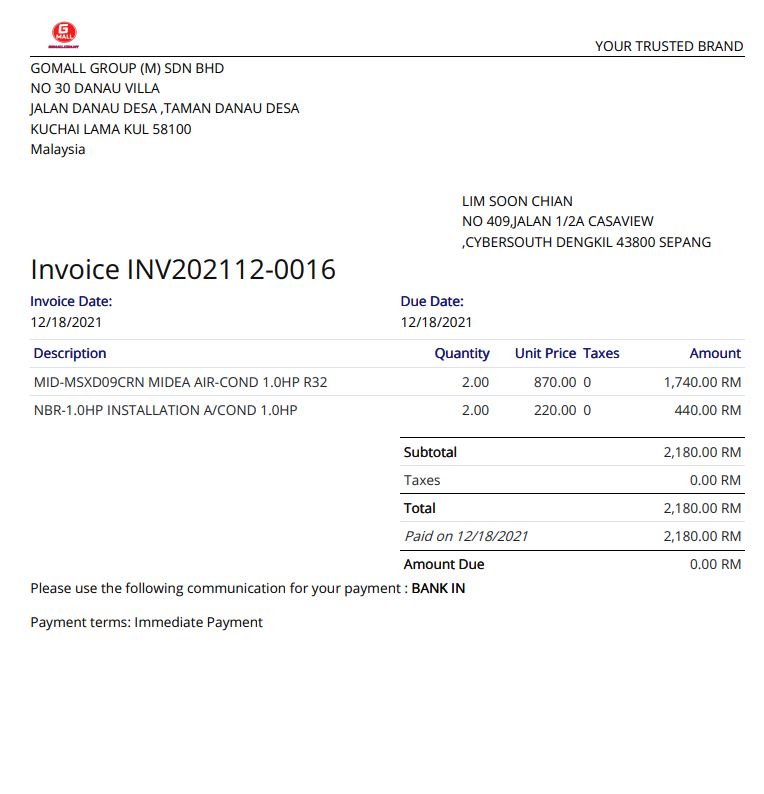 G
MALL
YOUR TRUSTED BRAND
GOMALL GROUP (M) SDN BHD
NO 30 DANAU VILLA
JALAN DANAU DESA ,TAMAN DANAU DESA
KUCHAI LAMA KUL 58100
Malaysia
LIM SOON CHIAN
NO 409,JALAN 1/2A CASAVIEW
,CYBERSOUTH DENGKIL 43800 SEPANG
Invoice INV202112-0016
Invoice Date: Due Date:
12/18/2021 12/18/2021
Description Quantity Unit Price Taxes Amount
MID-MSXD09CRN MIDEA AIR-COND 1.0HP R32 2.00 870.00 0 1,740.00 RM
NBR-1.0HP INSTALLATION A/COND 1.0HP 2.00 220.00 0 440.00 RM
Subtotal 2,180.00 RM
Taxes 0.00 RM
Total 2,180.00 RM
Paid on 12/18/2021 2,180.00 RM
Amount Due 0.00 RM
Please use the following communication for your payment : BANK IN
Payment terms: Immediate Payment